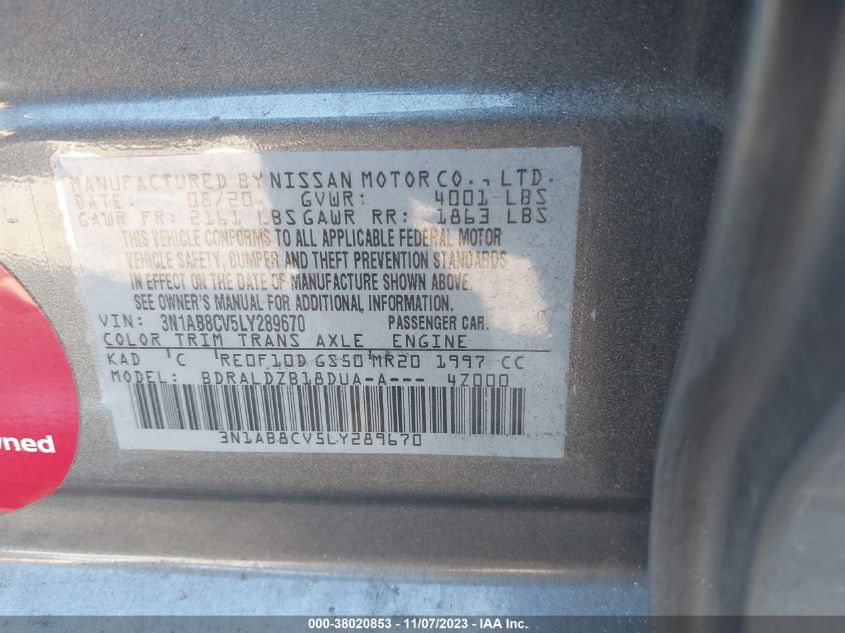 MANUFACTURED BY NISSAN MOTOR CO., LTD.
DATE: 08/20 GVWR: 4001 LBS
GAWR FR: 2161 LBS GAWR RR: 1863 LBS
THIS VEHICLE CONFORMS TO ALL APPLICABLE FEDERAL MOTOR
VEHICLE SAFETY, BUMPER AND THEFT PREVENTION STANDARDS
IN EFFECT ON THE DATE OF MANUFACTURE SHOWN ABOVE.
SEE OWNER'S MANUAL FOR ADDITIONAL INFORMATION.
VIN: 3N1AB8CV5LY289670 PASSENGER CAR.
COLOR TRIM TRANS AXLE ENGINE
KAD C RE0F10D GS50 MR20 1997 CC
MODEL: BDRALDZB18DUA-A--- 4Z000
3N1AB8CV5LY289670
wned
000-38020853 — 11/07/2023 — IAA Inc.